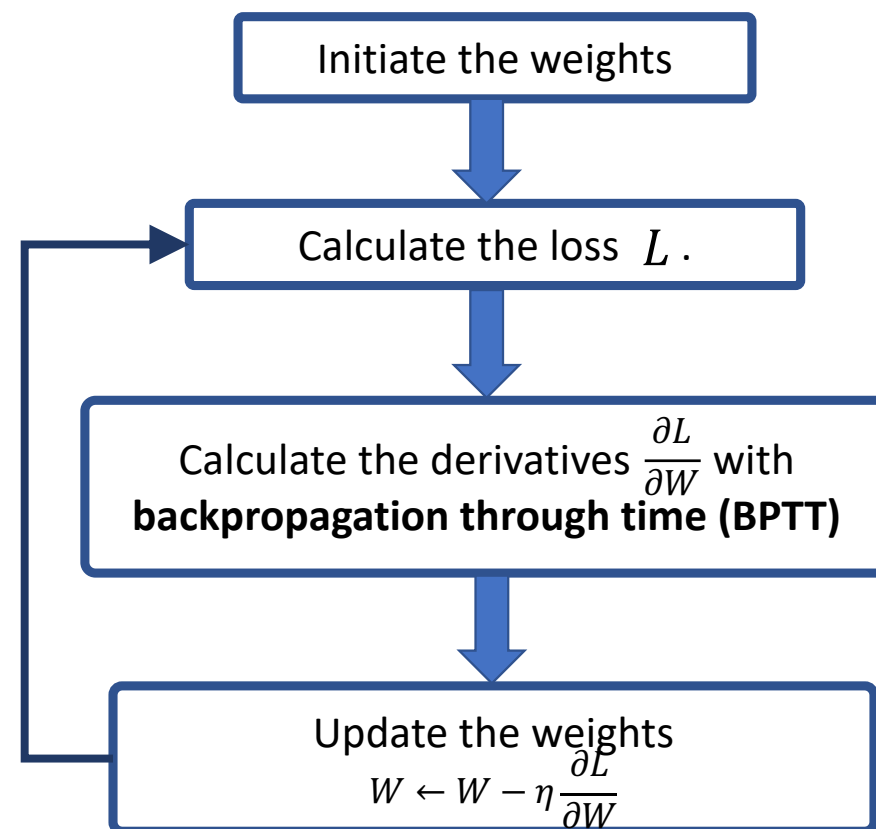 Initiate the weights
Calculate the loss L .
Calculate the derivatives ∂L/∂W with
backpropagation through time (BPTT)
Update the weights
W ← W − η ∂L/∂W